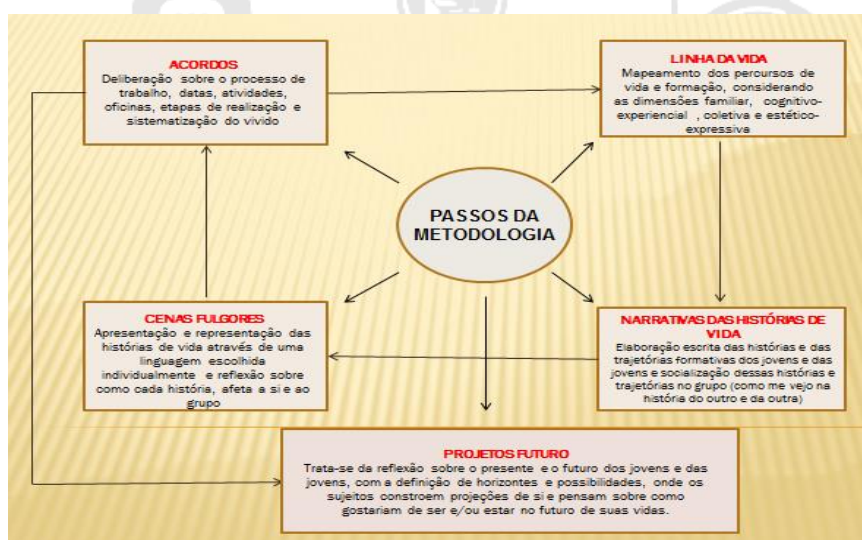 ACORDOS
Deliberação sobre o processo de
trabalho, datas, atividades,
oficinas, etapas de realização e
sistematização do vivido
LINHA DA VIDA
Mapeamento dos percursos de
vida e formação, considerando
as dimensões familiar, cognitivo-
experiencial , coletiva e estético-
expressiva
PASSOS DA
METODOLOGIA
CENAS FULGORES
Apresentação e representação das
histórias de vida através de uma
linguagem escolhida
individualmente e reflexão sobre
como cada história, afeta a si e ao
grupo
NARRATIVAS DAS HISTÓRIAS DE
VIDA
Elaboração escrita das histórias e das
trajetórias formativas dos jovens e das
jovens e socialização dessas histórias e
trajetórias no grupo (como me vejo na
história do outro e da outra)
PROJETOS FUTURO
Trata-se da reflexão sobre o presente e o futuro dos jovens e das
jovens, com a definição de horizontes e possibilidades, onde os
sujeitos constroem projeções de si e pensam sobre como
gostariam de ser e/ou estar no futuro de suas vidas.